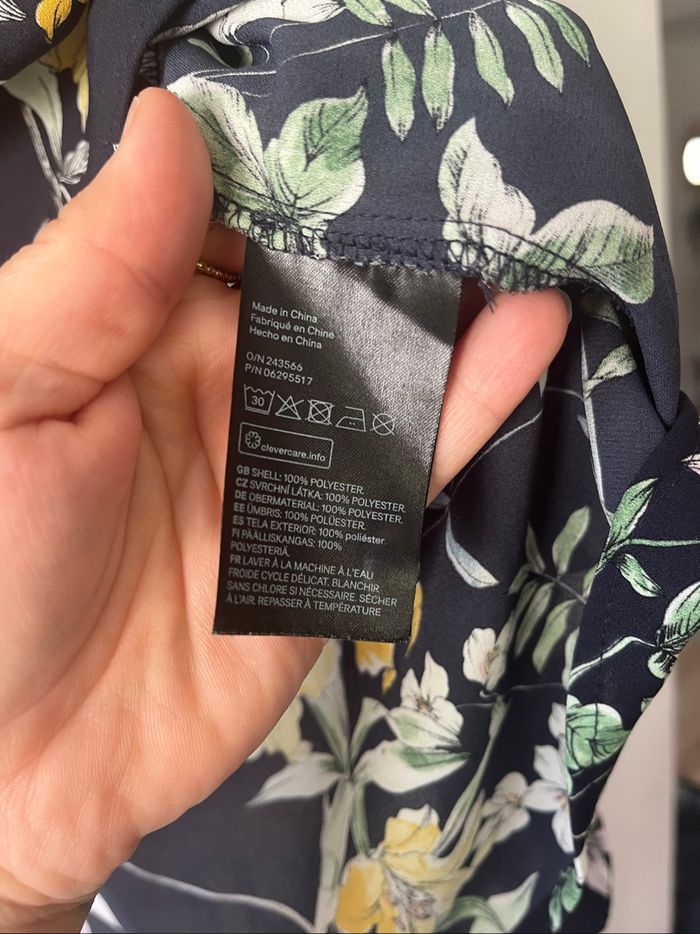 Made in China
Fabriqué en Chine
Hecho en China
O/N 243566
P/N 06295517
30
clevercare.info
GB SHELL: 100% POLYESTER.
CZ SVRCHNÍ LÁTKA: 100% POLYESTER.
DE OBERMATERIAL: 100% POLYESTER.
EE ÜMBRIS: 100% POLÜESTER.
ES TELA EXTERIOR: 100% poliéster.
FI PÄÄLLISKANGAS: 100%
POLYESTERIÄ.
FR LAVER À LA MACHINE À L'EAU
FROIDE CYCLE DÉLICAT. BLANCHIR
SANS CHLORE SI NÉCESSAIRE. SÉCHER
À L'AIR. REPASSER À TEMPÉRATURE